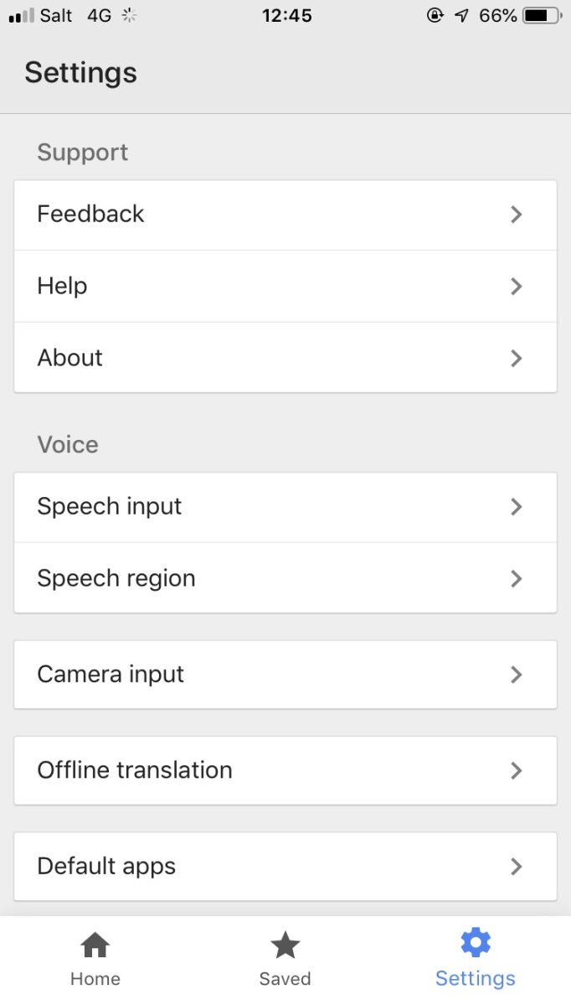 Salt 4G 12:45 66%
Settings
Support
Feedback
Help
About
Voice
Speech input
Speech region
Camera input
Offline translation
Default apps
Home Saved Settings